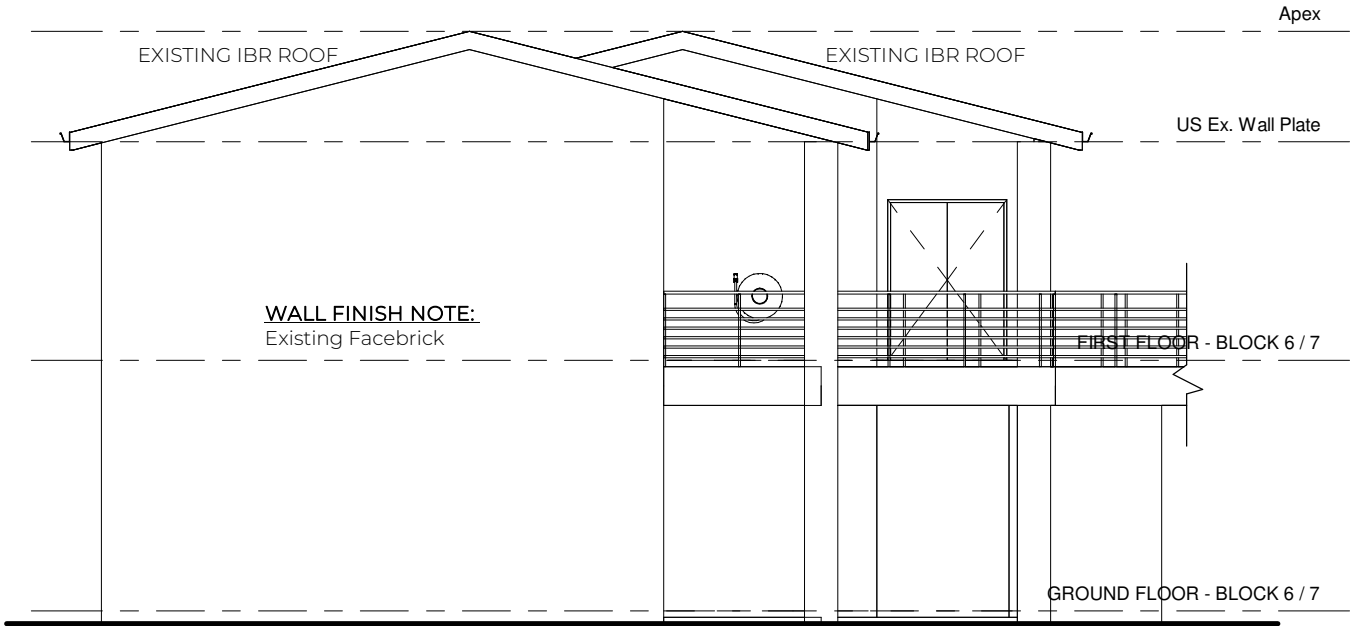 Apex
EXISTING IBR ROOF
EXISTING IBR ROOF
US Ex. Wall Plate
WALL FINISH NOTE:
Existing Facebrick
FIRST FLOOR - BLOCK 6 / 7
GROUND FLOOR - BLOCK 6 / 7